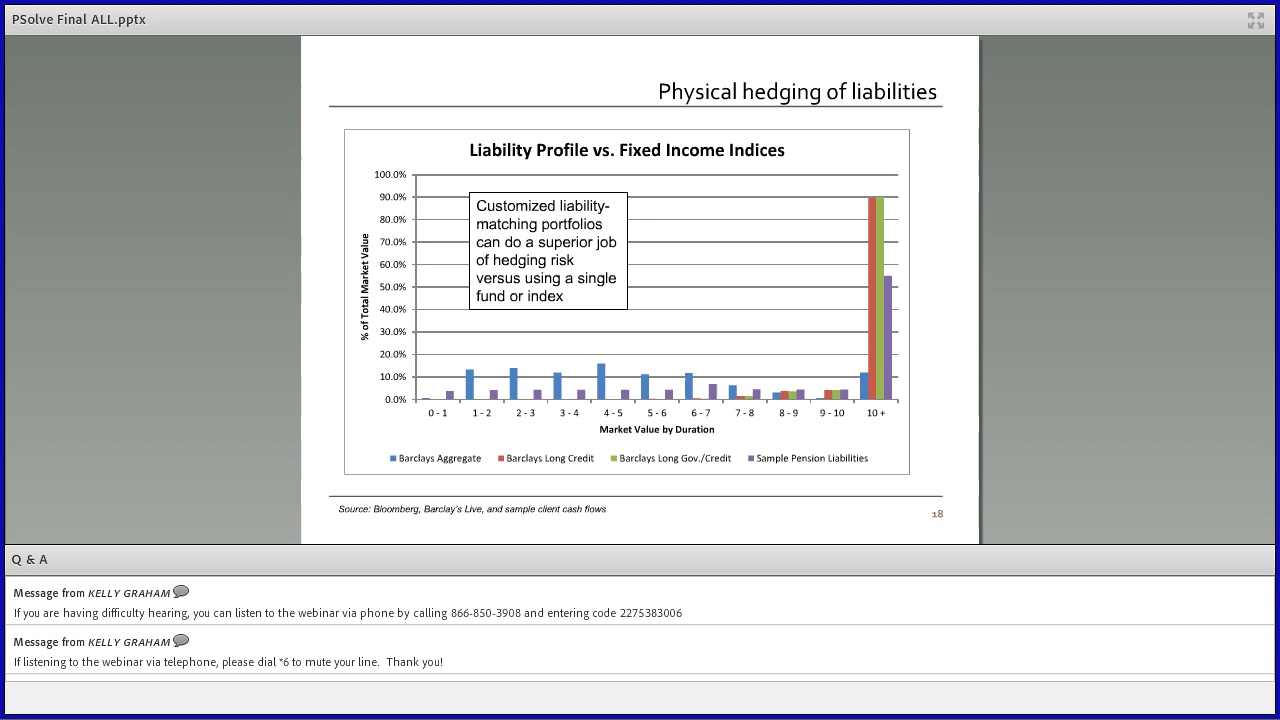 PSolve Final ALL.pptx
Physical hedging of liabilities
Liability Profile vs. Fixed Income Indices
% of Total Market Value
100.0%
90.0%
80.0%
70.0%
60.0%
50.0%
40.0%
30.0%
20.0%
10.0%
0.0%
Customized liability-
matching portfolios
can do a superior job
of hedging risk
versus using a single
fund or index
0 - 1 1 - 2 2 - 3 3 - 4 4 - 5 5 - 6 6 - 7 7 - 8 8 - 9 9 - 10 10 +
Market Value by Duration
Barclays Aggregate Barclays Long Credit Barclays Long Gov./Credit Sample Pension Liabilities
Source: Bloomberg, Barclay's Live, and sample client cash flows
18
Q & A
Message from KELLY GRAHAM
If you are having difficulty hearing, you can listen to the webinar via phone by calling 866-850-3908 and entering code 2275383006
Message from KELLY GRAHAM
If listening to the webinar via telephone, please dial *6 to mute your line.  Thank you!